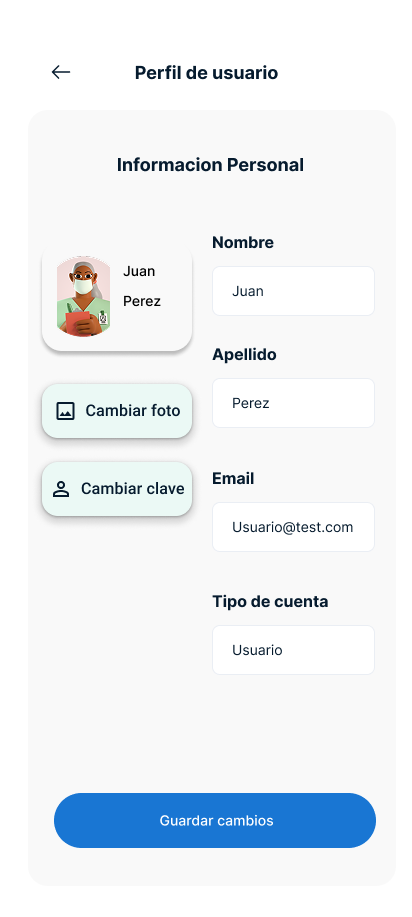 Perfil de usuario
Informacion Personal
Juan
Perez
Cambiar foto
Cambiar clave
Nombre
Juan
Apellido
Perez
Email
Usuario@test.com
Tipo de cuenta
Usuario
Guardar cambios